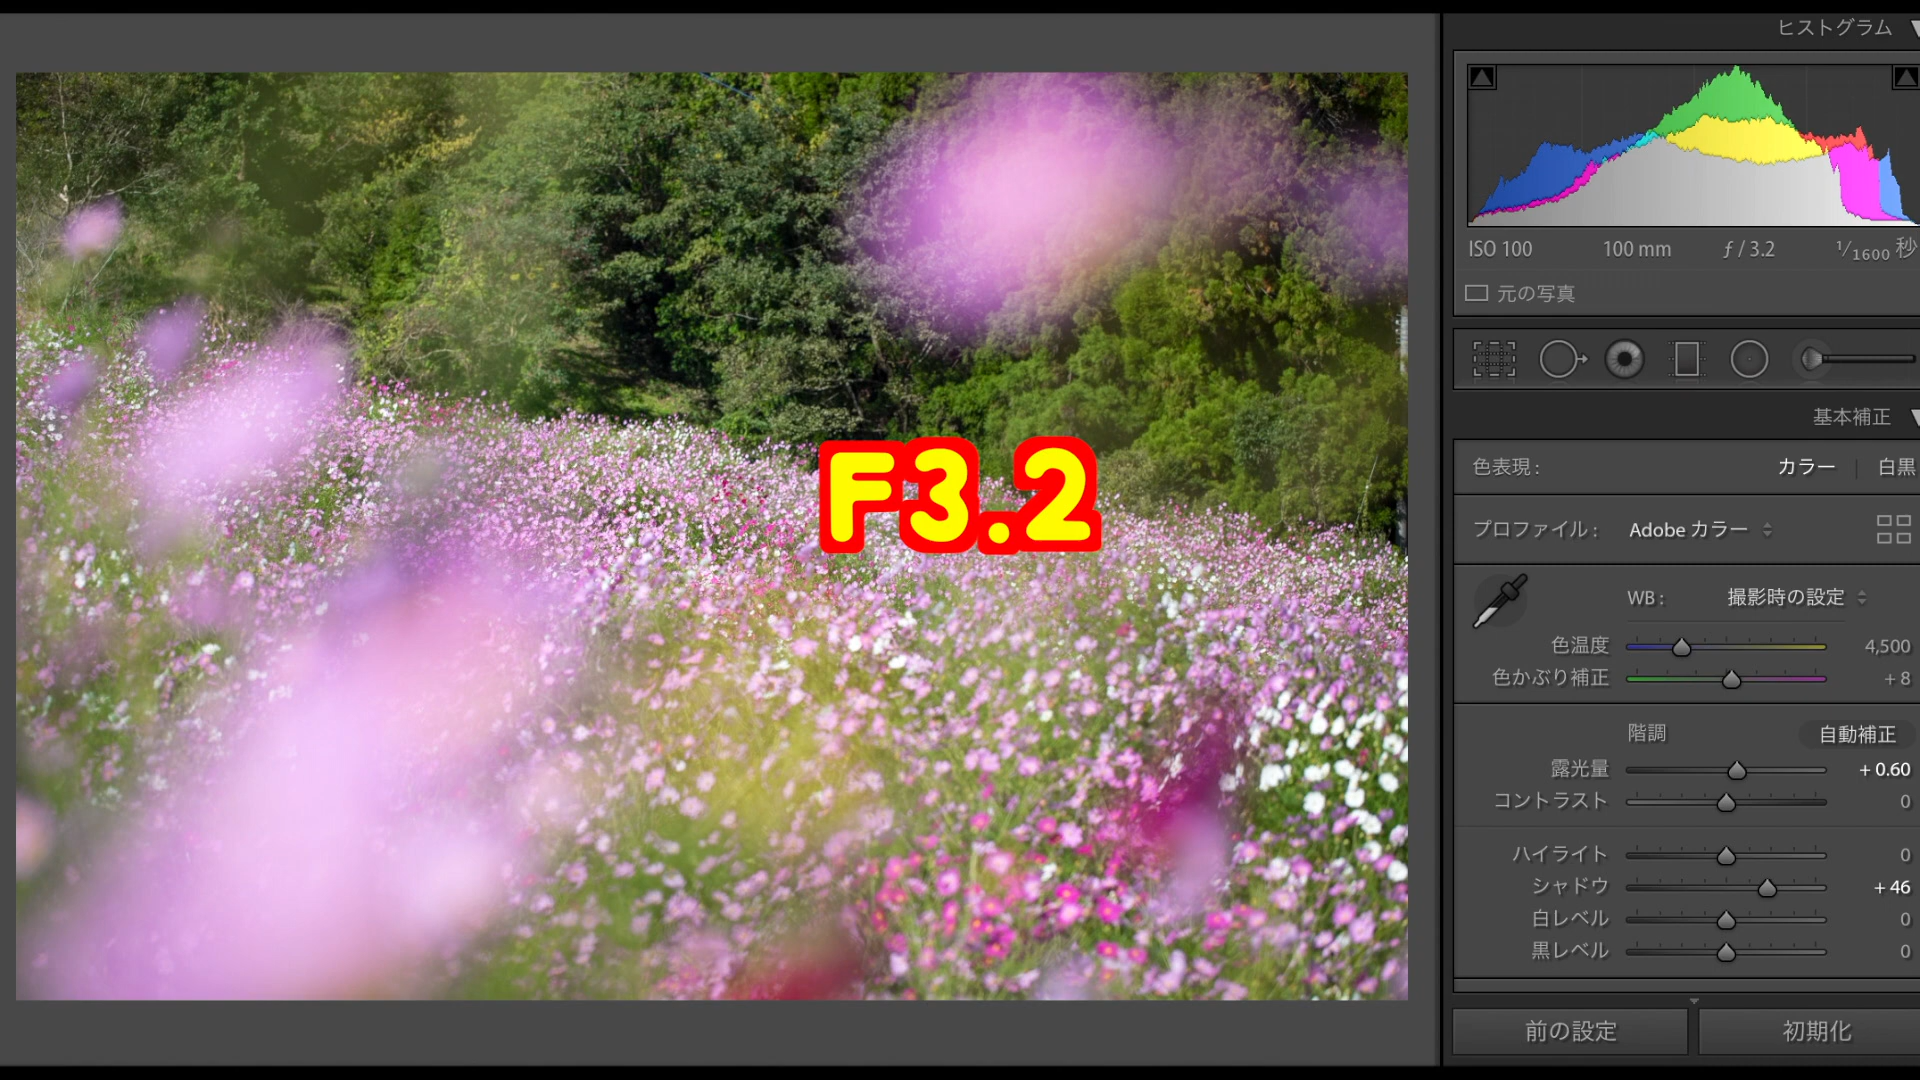 F3.2
ヒストグラム
ISO 100 100 mm ƒ / 3.2 1/1600 秒
元の写真
基本補正
色表現 : カラー | 白黒
プロファイル : Adobe カラー
WB : 撮影時の設定
色温度 4,500
色かぶり補正 + 8
階調 自動補正
露光量 + 0.60
コントラスト 0
ハイライト 0
シャドウ + 46
白レベル 0
黒レベル 0
前の設定 初期化